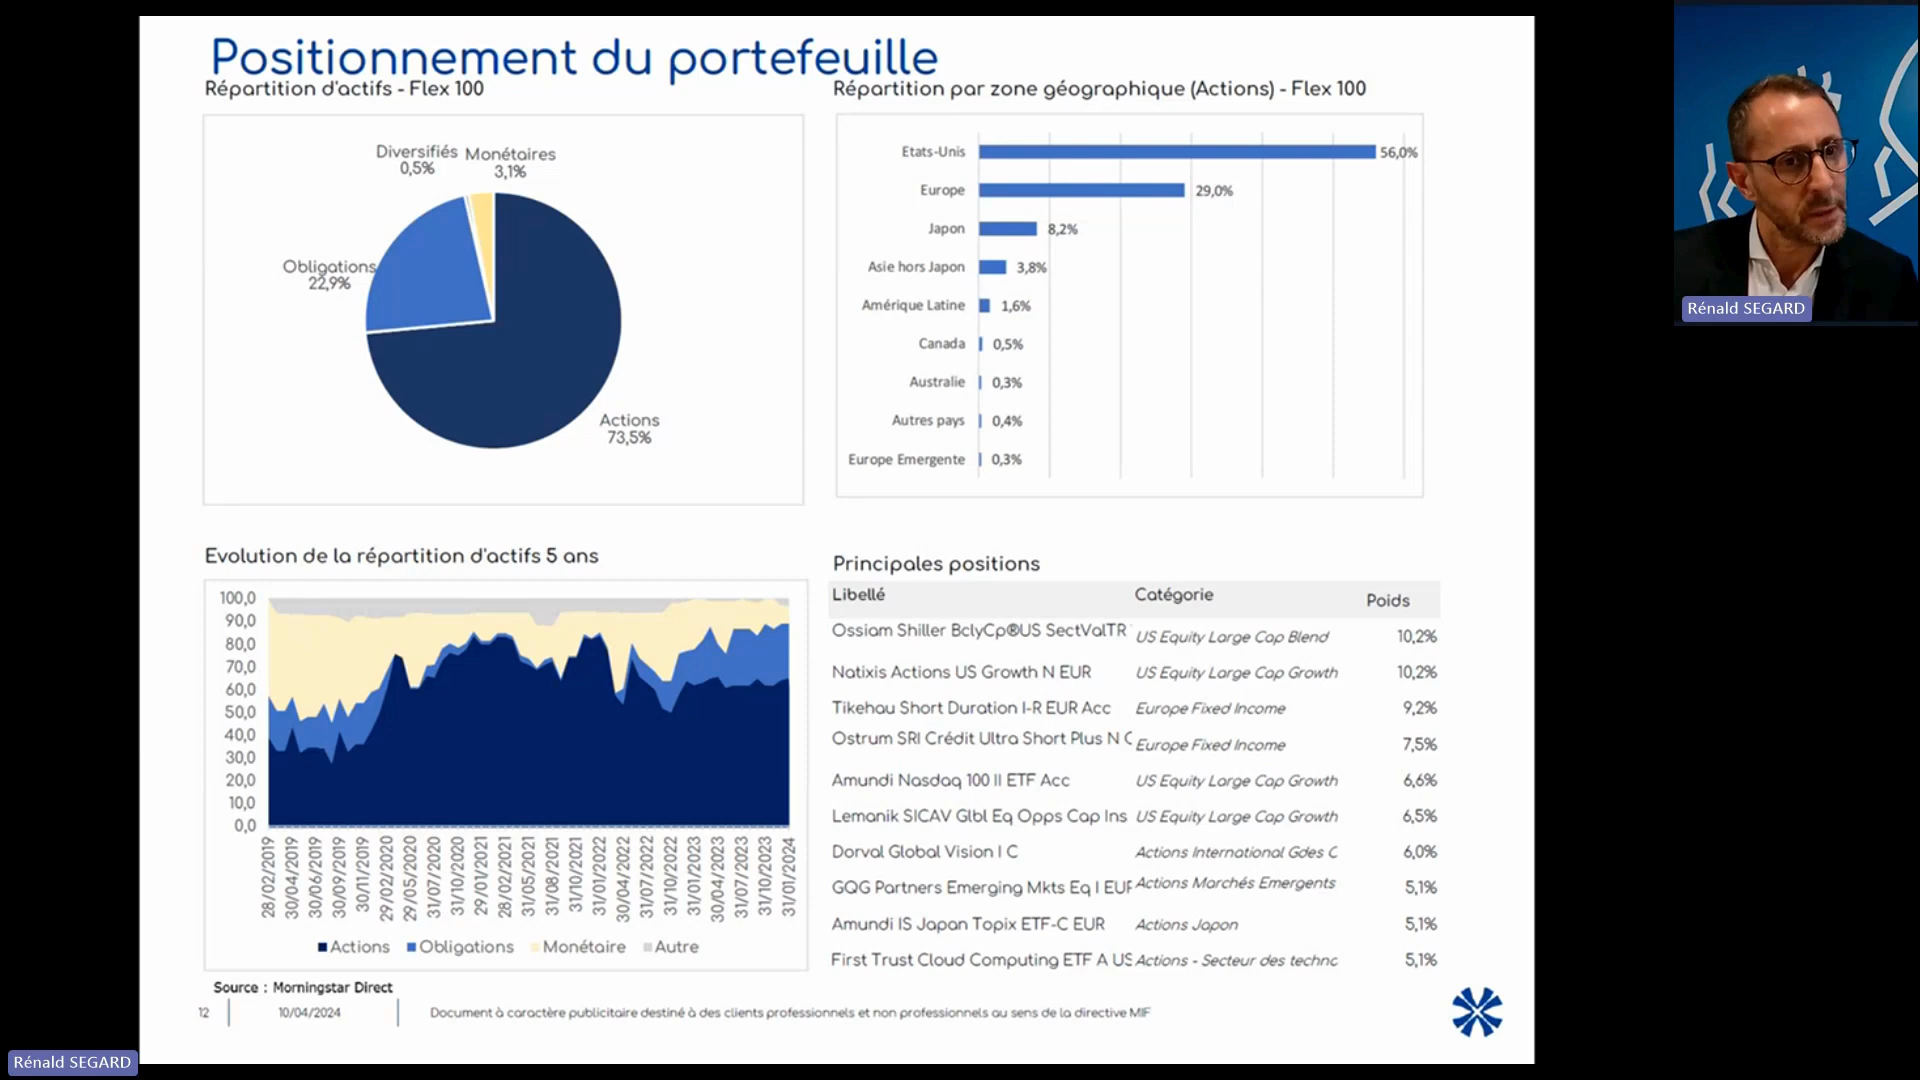 Positionnement du portefeuille
Répartition d'actifs - Flex 100
Diversifiés
0,5%
Monétaires
3,1%
Obligations
22,9%
Actions
73,5%
Répartition par zone géographique (Actions) - Flex 100
Etats-Unis 56,0%
Europe 29,0%
Japon 8,2%
Asie hors Japon 3,8%
Amérique Latine 1,6%
Canada 0,5%
Australie 0,3%
Autres pays 0,4%
Europe Emergente 0,3%
Evolution de la répartition d'actifs 5 ans
100,0
90,0
80,0
70,0
60,0
50,0
40,0
30,0
20,0
10,0
0,0
28/02/2019
30/04/2019
30/06/2019
30/09/2019
30/11/2019
29/02/2020
29/05/2020
31/07/2020
31/10/2020
29/01/2021
28/02/2021
31/05/2021
31/08/2021
31/10/2021
31/01/2022
30/04/2022
31/07/2022
31/10/2022
31/01/2023
30/04/2023
31/07/2023
31/10/2023
31/01/2024
Actions Obligations Monétaire Autre
Principales positions
Libellé Catégorie Poids
Ossiam Shiller BclyCp®US SectValTR US Equity Large Cap Blend 10,2%
Natixis Actions US Growth N EUR US Equity Large Cap Growth 10,2%
Tikehau Short Duration I-R EUR Acc Europe Fixed Income 9,2%
Ostrum SRI Crédit Ultra Short Plus N C Europe Fixed Income 7,5%
Amundi Nasdaq 100 II ETF Acc US Equity Large Cap Growth 6,6%
Lemanik SICAV Glbl Eq Opps Cap Ins US Equity Large Cap Growth 6,5%
Dorval Global Vision I C Actions International Gdes C 6,0%
GQG Partners Emerging Mkts Eq I EUR Actions Marchés Emergents 5,1%
Amundi IS Japan Topix ETF-C EUR Actions Japon 5,1%
First Trust Cloud Computing ETF A US Actions - Secteur des techno 5,1%
Source : Morningstar Direct
12 10/04/2024 Document à caractère publicitaire destiné à des clients professionnels et non professionnels au sens de la directive MIF
Rénald SEGARD
Rénald SEGARD